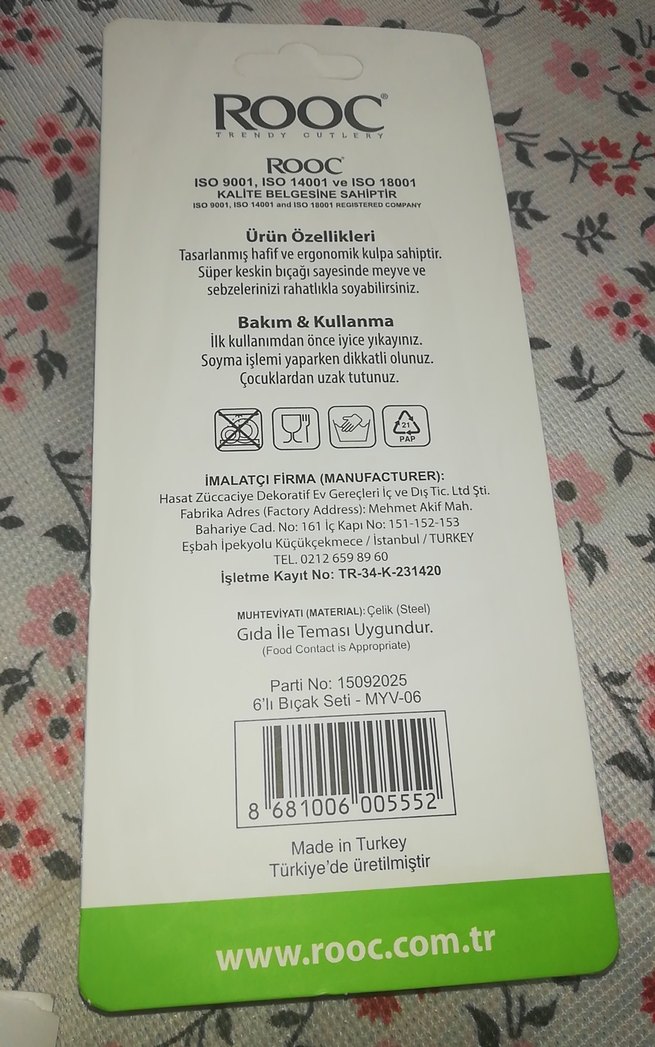 ROOC®
TRENDY CUTLERY
ROOC®
ISO 9001, ISO 14001 ve ISO 18001
KALİTE BELGESİNE SAHİPTİR
ISO 9001, ISO 14001 and ISO 18001 REGISTERED COMPANY
Ürün Özellikleri
Tasarlanmış hafif ve ergonomik kulpa sahiptir.
Süper keskin bıçağı sayesinde meyve ve
sebzelerinizi rahatlıkla soyabilirsiniz.
Bakım & Kullanma
İlk kullanımdan önce iyice yıkayınız.
Soyma işlemi yaparken dikkatli olunuz.
Çocuklardan uzak tutunuz.
21
PAP
İMALATÇI FİRMA (MANUFACTURER):
Hasat Züccaciye Dekoratif Ev Gereçleri İç ve Dış Tic. Ltd Şti.
Fabrika Adres (Factory Address): Mehmet Akif Mah.
Bahariye Cad. No: 161 İç Kapı No: 151-152-153
Eşbah İpekyolu Küçükçekmece / İstanbul / TURKEY
TEL. 0212 659 89 60
İşletme Kayıt No: TR-34-K-231420
MUHTEVİYATI (MATERIAL): Çelik (Steel)
Gıda İle Teması Uygundur.
(Food Contact is Appropriate)
Parti No: 15092025
6'lı Bıçak Seti - MYV-06
8 681006 005552
Made in Turkey
Türkiye'de üretilmiştir
www.rooc.com.tr